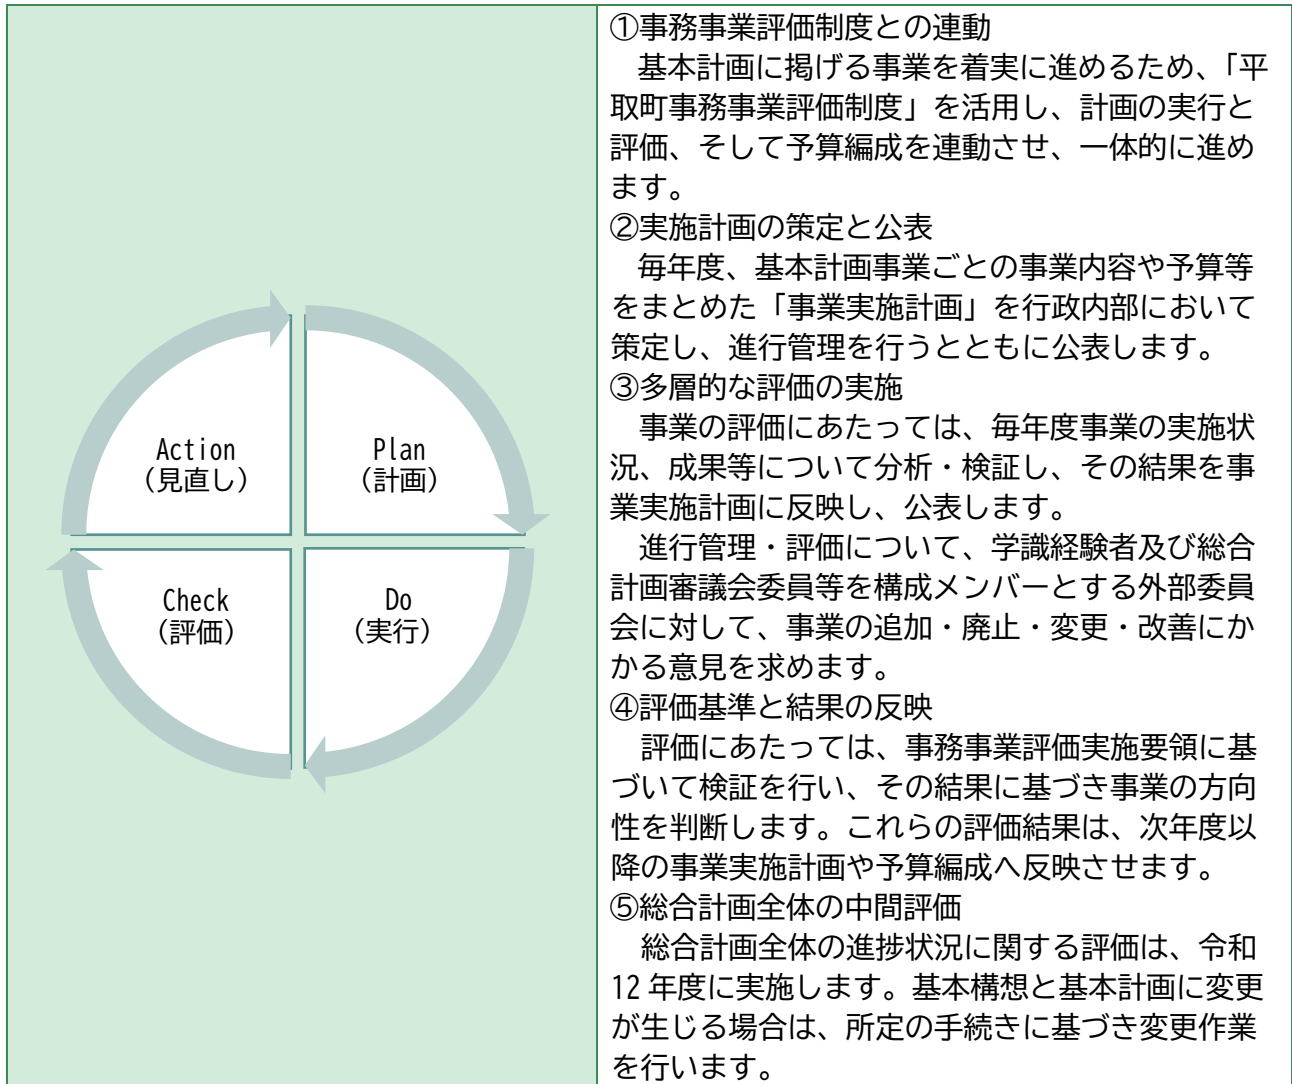 Action
（見直し）
Plan
（計画）
Check
（評価）
Do
（実行）
①事務事業評価制度との連動
　基本計画に掲げる事業を着実に進めるため、「平
取町事務事業評価制度」を活用し、計画の実行と
評価、そして予算編成を連動させ、一体的に進め
ます。
②実施計画の策定と公表
　毎年度、基本計画事業ごとの事業内容や予算等
をまとめた「事業実施計画」を行政内部において
策定し、進行管理を行うとともに公表します。
③多層的な評価の実施
　事業の評価にあたっては、毎年度事業の実施状
況、成果等について分析・検証し、その結果を事
業実施計画に反映し、公表します。
　進行管理・評価について、学識経験者及び総合
計画審議会委員等を構成メンバーとする外部委員
会に対して、事業の追加・廃止・変更・改善にか
かる意見を求めます。
④評価基準と結果の反映
　評価にあたっては、事務事業評価実施要領に基
づいて検証を行い、その結果に基づき事業の方向
性を判断します。これらの評価結果は、次年度以
降の事業実施計画や予算編成へ反映させます。
⑤総合計画全体の中間評価
　総合計画全体の進捗状況に関する評価は、令和
12 年度に実施します。基本構想と基本計画に変更
が生じる場合は、所定の手続きに基づき変更作業
を行います。